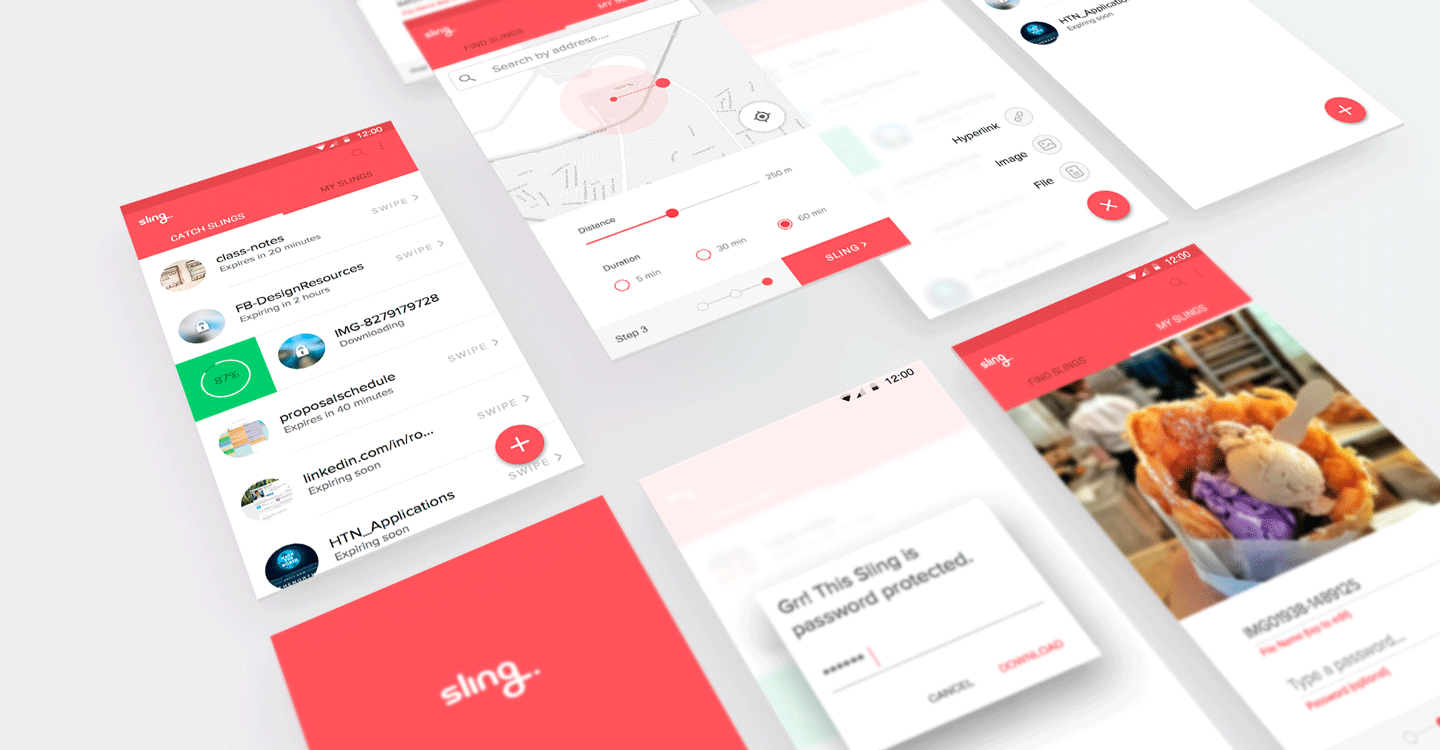 sling..
FIND SLINGS
Search by address....
Distance
250 m
Duration
5 min
30 min
60 min
Step 3
SLING >
Hyperlink
Image
File
HTN_Applications
Expiring soon
12:00
sling..
CATCH SLINGS
MY SLINGS
class-notes
Expires in 20 minutes
SWIPE >
FB-DesignResources
Expiring in 2 hours
SWIPE >
87%
IMG-8279179728
Downloading
proposalschedule
Expires in 40 minutes
SWIPE >
linkedin.com/in/ro...
Expiring soon
SWIPE >
HTN_Applications
Expiring soon
SWIPE >
sling..
12:00
Grr! This Sling is
password protected.
••••••
CANCEL
DOWNLOAD
12:00
sling..
FIND SLINGS
MY SLINGS
IMG01938-1489125
File Name (tap to edit)
Type a password...
Password (optional)